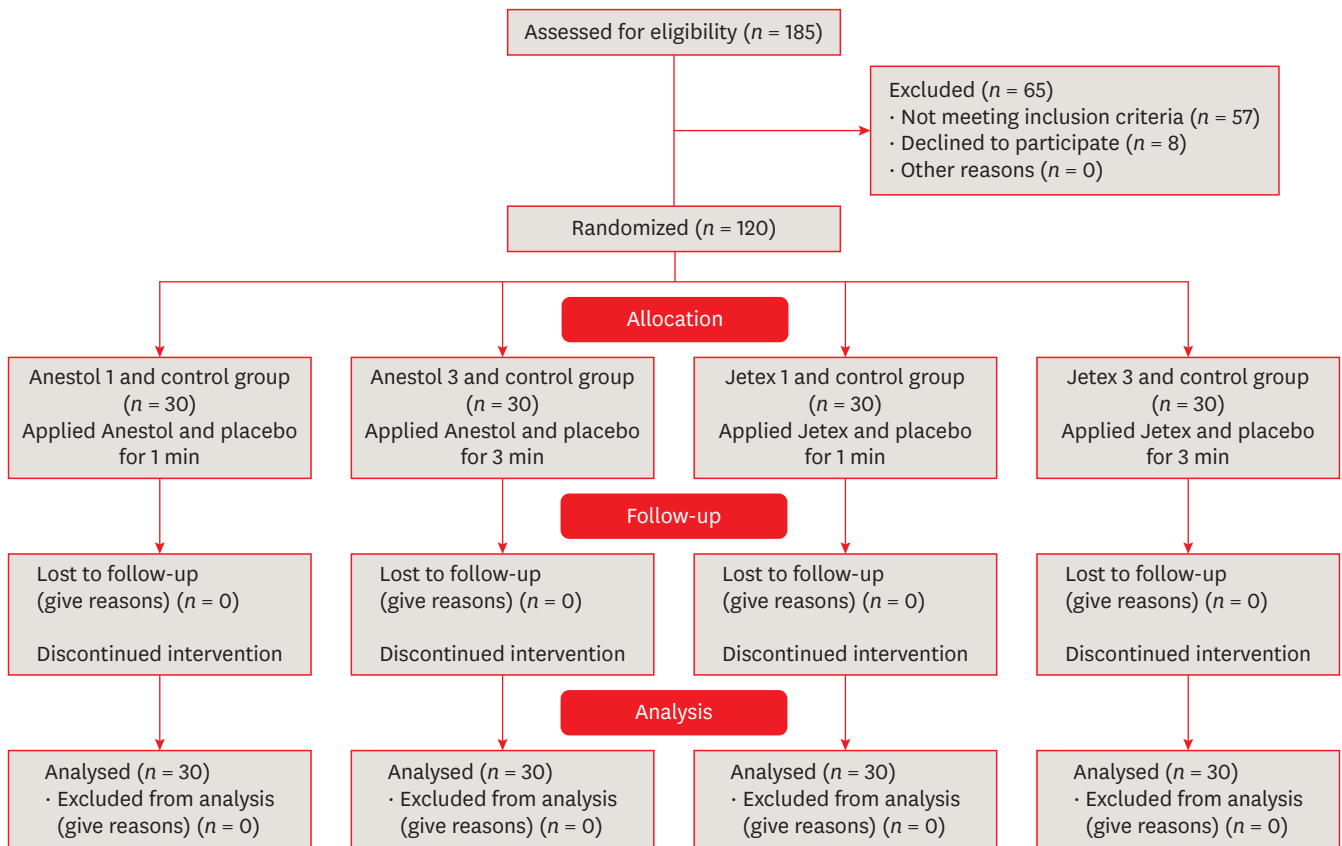 Assessed for eligibility (n = 185)
Excluded (n = 65)
· Not meeting inclusion criteria (n = 57)
· Declined to participate (n = 8)
· Other reasons (n = 0)
Randomized (n = 120)
Allocation
Anestol 1 and control group
(n = 30)
Applied Anestol and placebo
for 1 min
Anestol 3 and control group
(n = 30)
Applied Anestol and placebo
for 3 min
Jetex 1 and control group
(n = 30)
Applied Jetex and placebo
for 1 min
Jetex 3 and control group
(n = 30)
Applied Jetex and placebo
for 3 min
Follow-up
Lost to follow-up
(give reasons) (n = 0)
Discontinued intervention
Lost to follow-up
(give reasons) (n = 0)
Discontinued intervention
Lost to follow-up
(give reasons) (n = 0)
Discontinued intervention
Lost to follow-up
(give reasons) (n = 0)
Discontinued intervention
Analysis
Analysed (n = 30)
· Excluded from analysis
(give reasons) (n = 0)
Analysed (n = 30)
· Excluded from analysis
(give reasons) (n = 0)
Analysed (n = 30)
· Excluded from analysis
(give reasons) (n = 0)
Analysed (n = 30)
· Excluded from analysis
(give reasons) (n = 0)